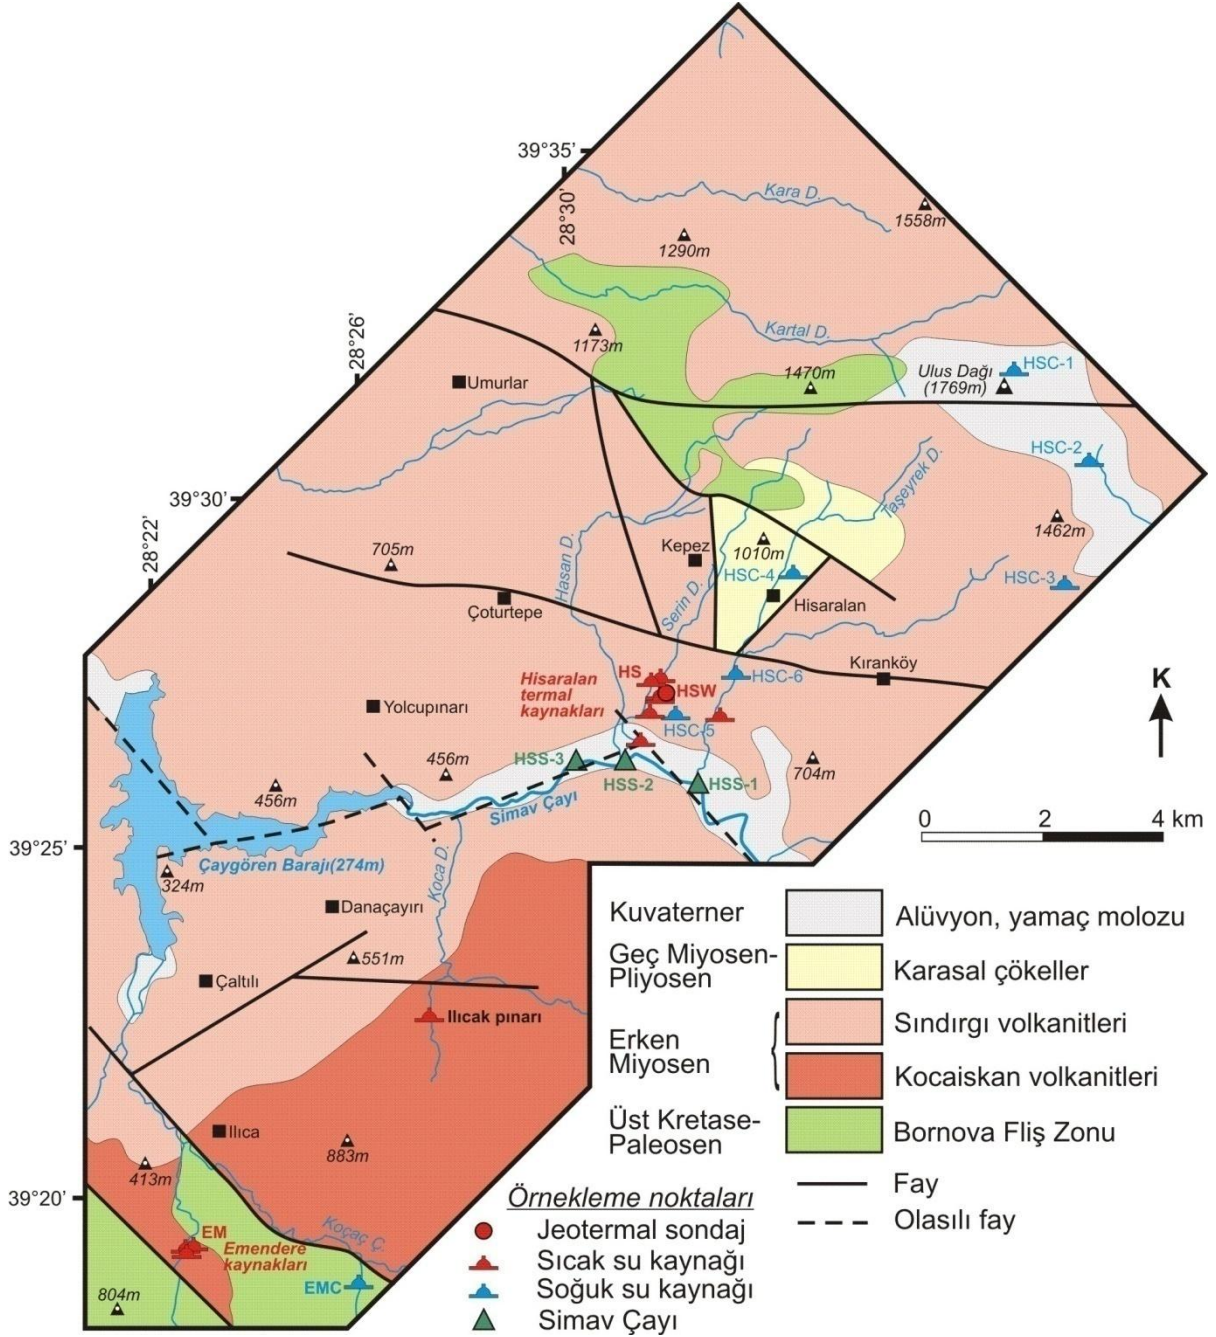 39°35'
28°30'
Kara D.
1558m
1290m
Kartal D.
28°26'
1173m
Umurlar
1470m
Ulus Dağı
(1769m)
HSC-1
HSC-2
Taşeyrek D.
39°30'
28°22'
705m
Hasan D.
Kepez
1010m
1462m
HSC-4
HSC-3
Çoturtepe
Serin D.
Hisaralan
Kıranköy
HS
HSW
HSC-6
Hisaralan
termal
kaynakları
HSC-5
K
Yolcupınarı
456m
HSS-3
HSS-2
HSS-1
704m
456m
Simav Çayı
0 2 4 km
39°25'
Çaygören Barajı(274m)
Koca D.
324m
Danaçayırı
551m
Çaltılı
Ilıcak pınarı
Ilıca
883m
413m
39°20'
EM
Emendere
kaynakları
Koçaç Ç.
EMC
804m
Kuvaterner
Alüvyon, yamaç molozu
Geç Miyosen-
Pliyosen
Karasal çökeller
Erken
Miyosen
Sındırgı volkanitleri
Kocaiskan volkanitleri
Üst Kretase-
Paleosen
Bornova Fliş Zonu
Fay
Olasılı fay
Örnekleme noktaları
Jeotermal sondaj
Sıcak su kaynağı
Soğuk su kaynağı
Simav Çayı